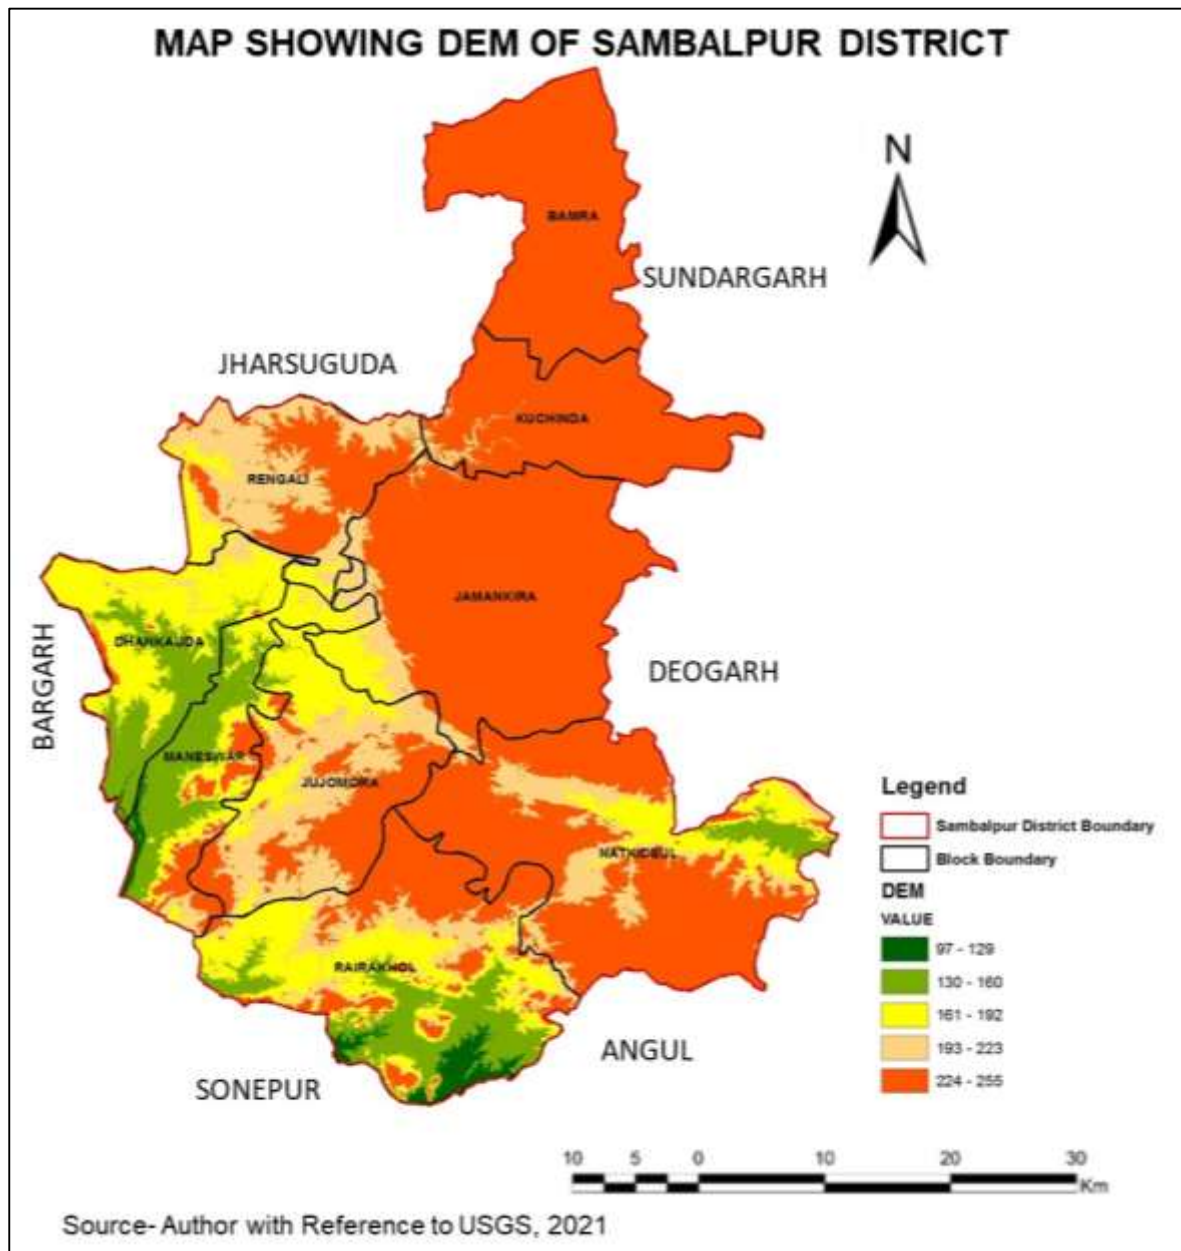 MAP SHOWING DEM OF SAMBALPUR DISTRICT
N
BAMRA
SUNDARGARH
JHARSUGUDA
KUCHINDA
RENGALI
JAMANKIRA
DHANKAUDA
BARGARH
DEOGARH
MANESWAR
JUJOMORA
NAKTIDEUL
RAIRAKHOL
ANGUL
SONEPUR
Legend
Sambalpur District Boundary
Block Boundary
DEM
VALUE
97 - 129
130 - 160
161 - 192
193 - 223
224 - 255
10 5 0 10 20 30
Km
Source- Author with Reference to USGS, 2021